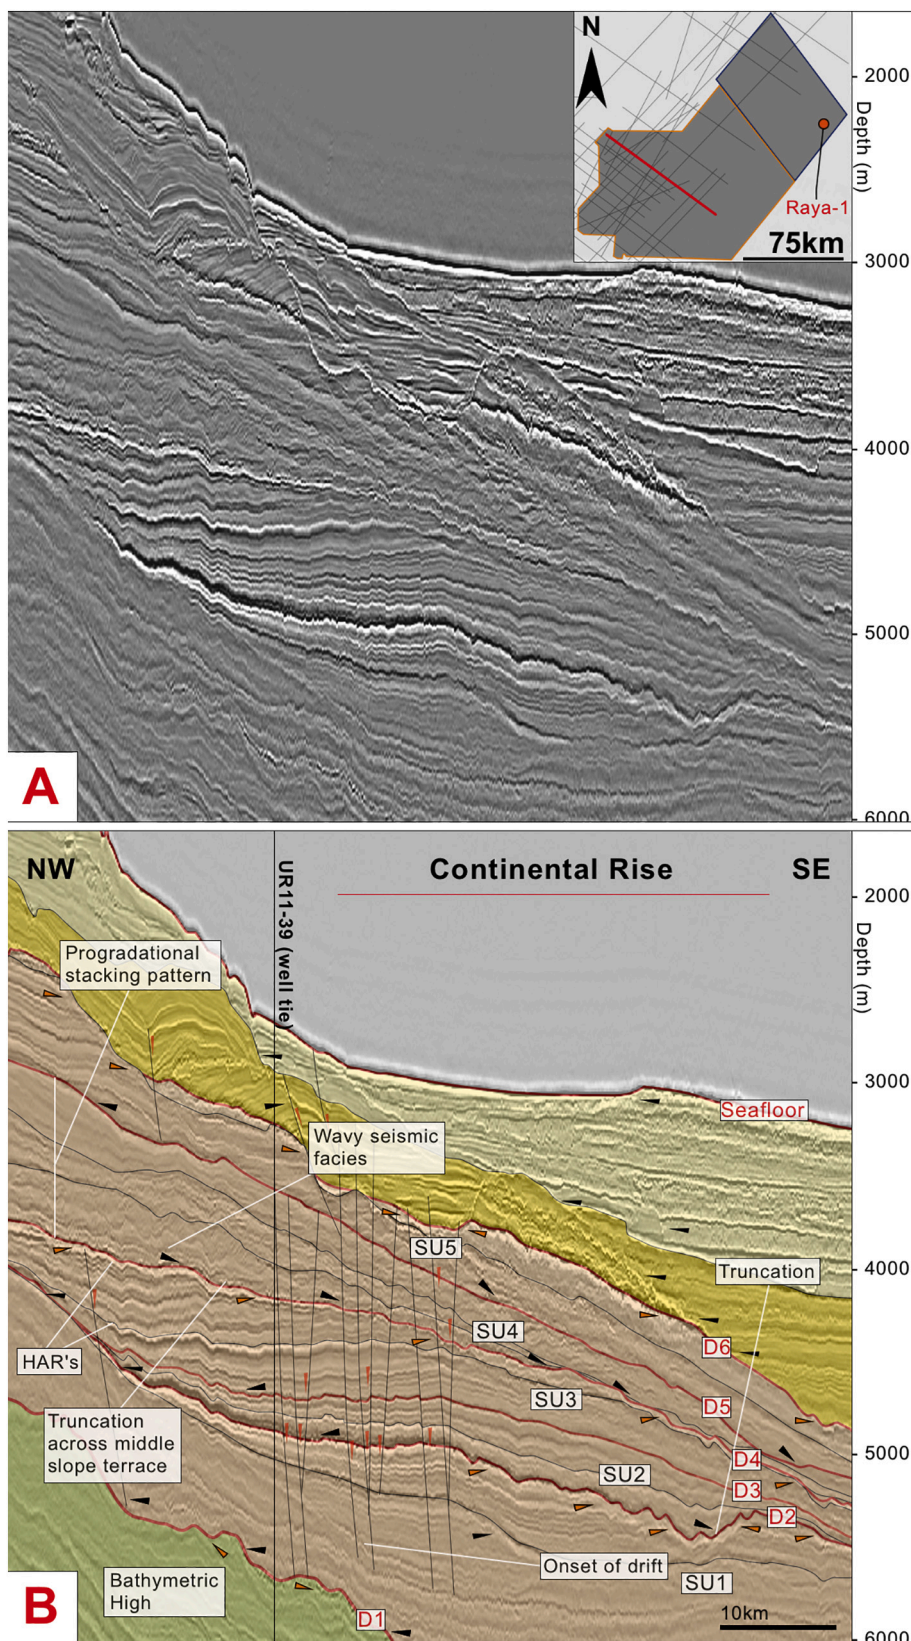 N
Raya-1
75km
2000
Depth (m)
3000
4000
5000
6000
A
NW
Continental Rise
SE
UR11-39 (well tie)
2000
Depth (m)
Progradational
stacking pattern
3000
Seafloor
Wavy seismic
facies
SU5
4000
Truncation
SU4
D6
HAR's
SU3
D5
Truncation
across middle
slope terrace
D4
5000
SU2
D3
D2
Onset of drift
Bathymetric
High
SU1
B
D1
10km
6000